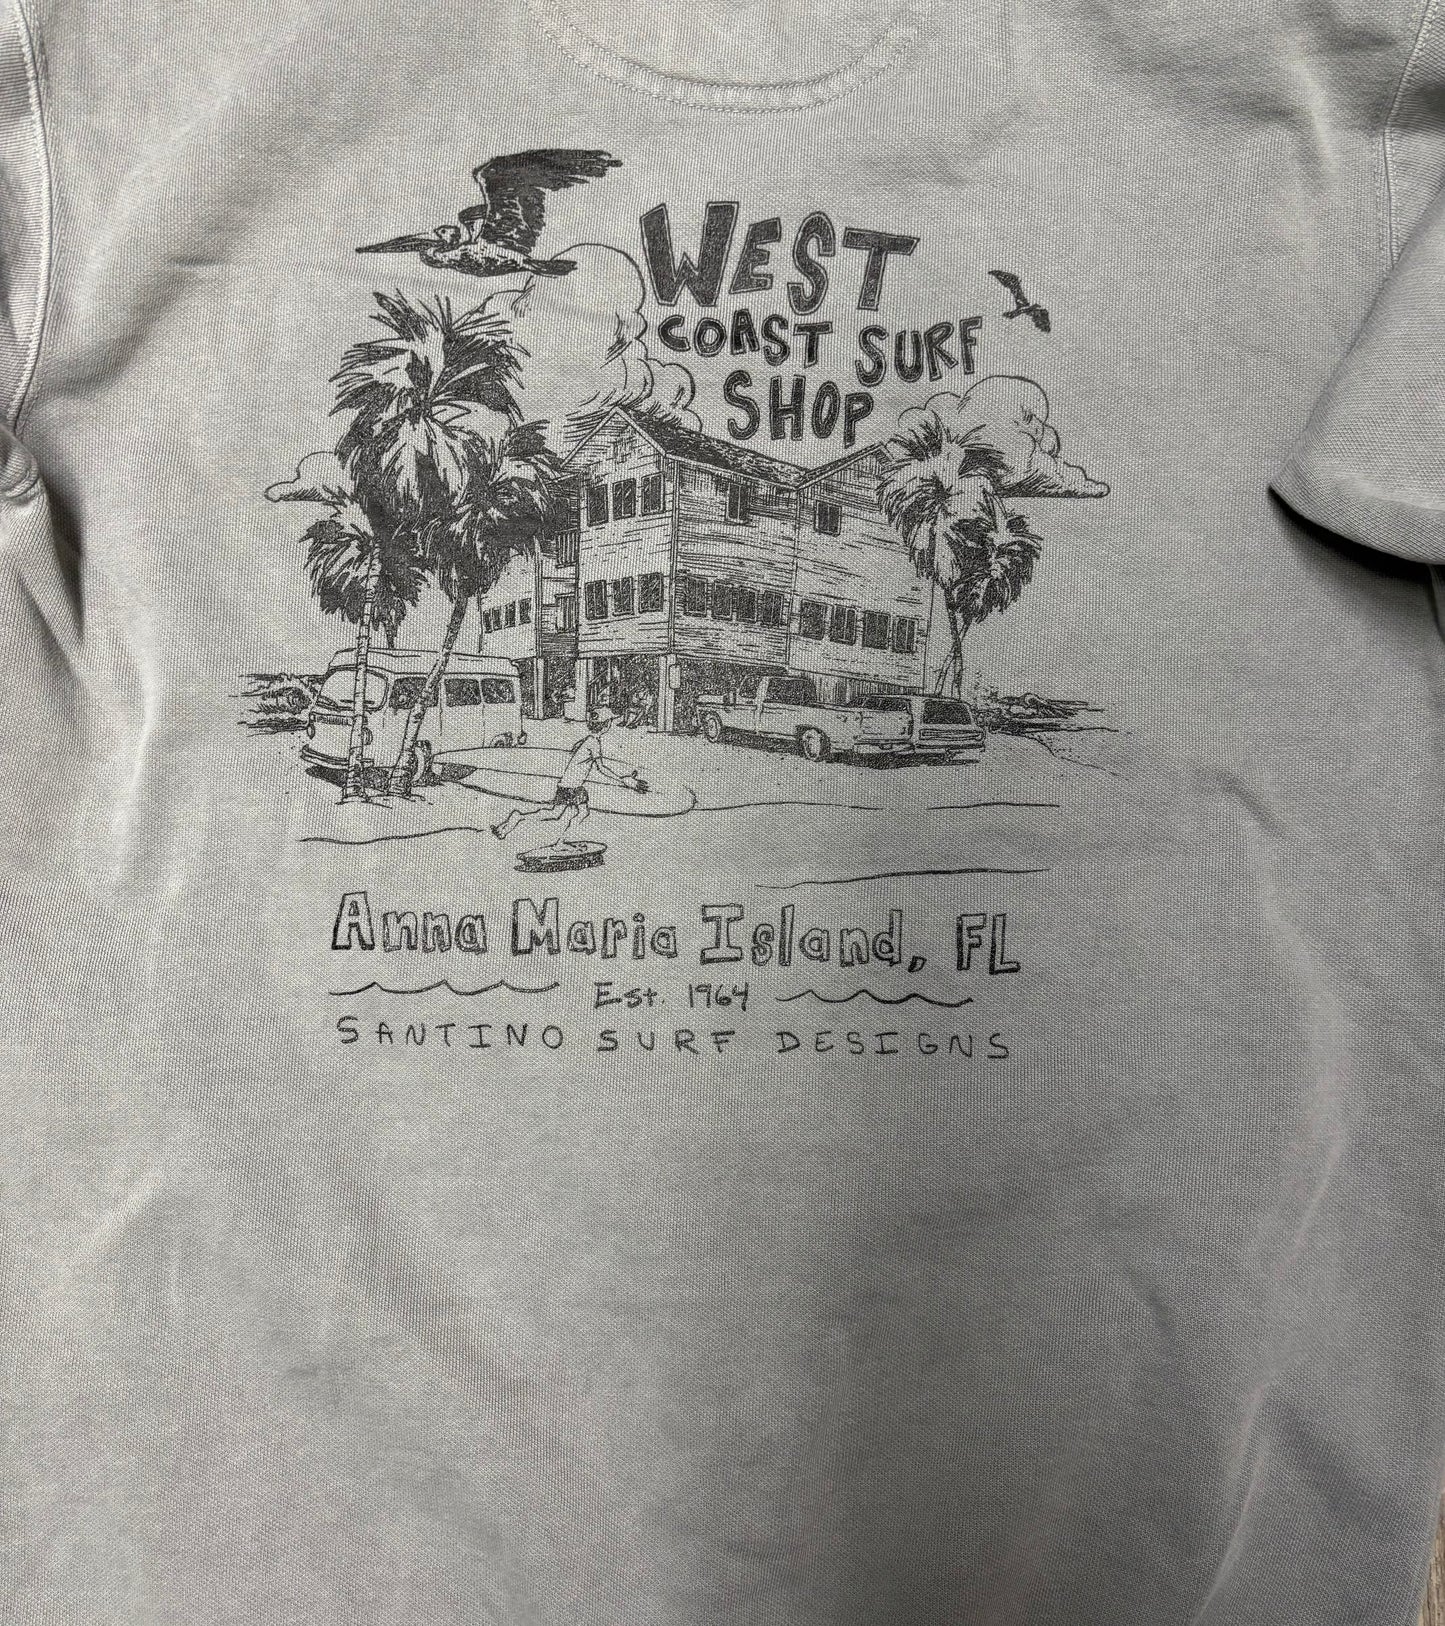 WEST
COAST SURF
SHOP
Anna Maria Island, FL
Est. 1964
SANTINO SURF DESIGNS